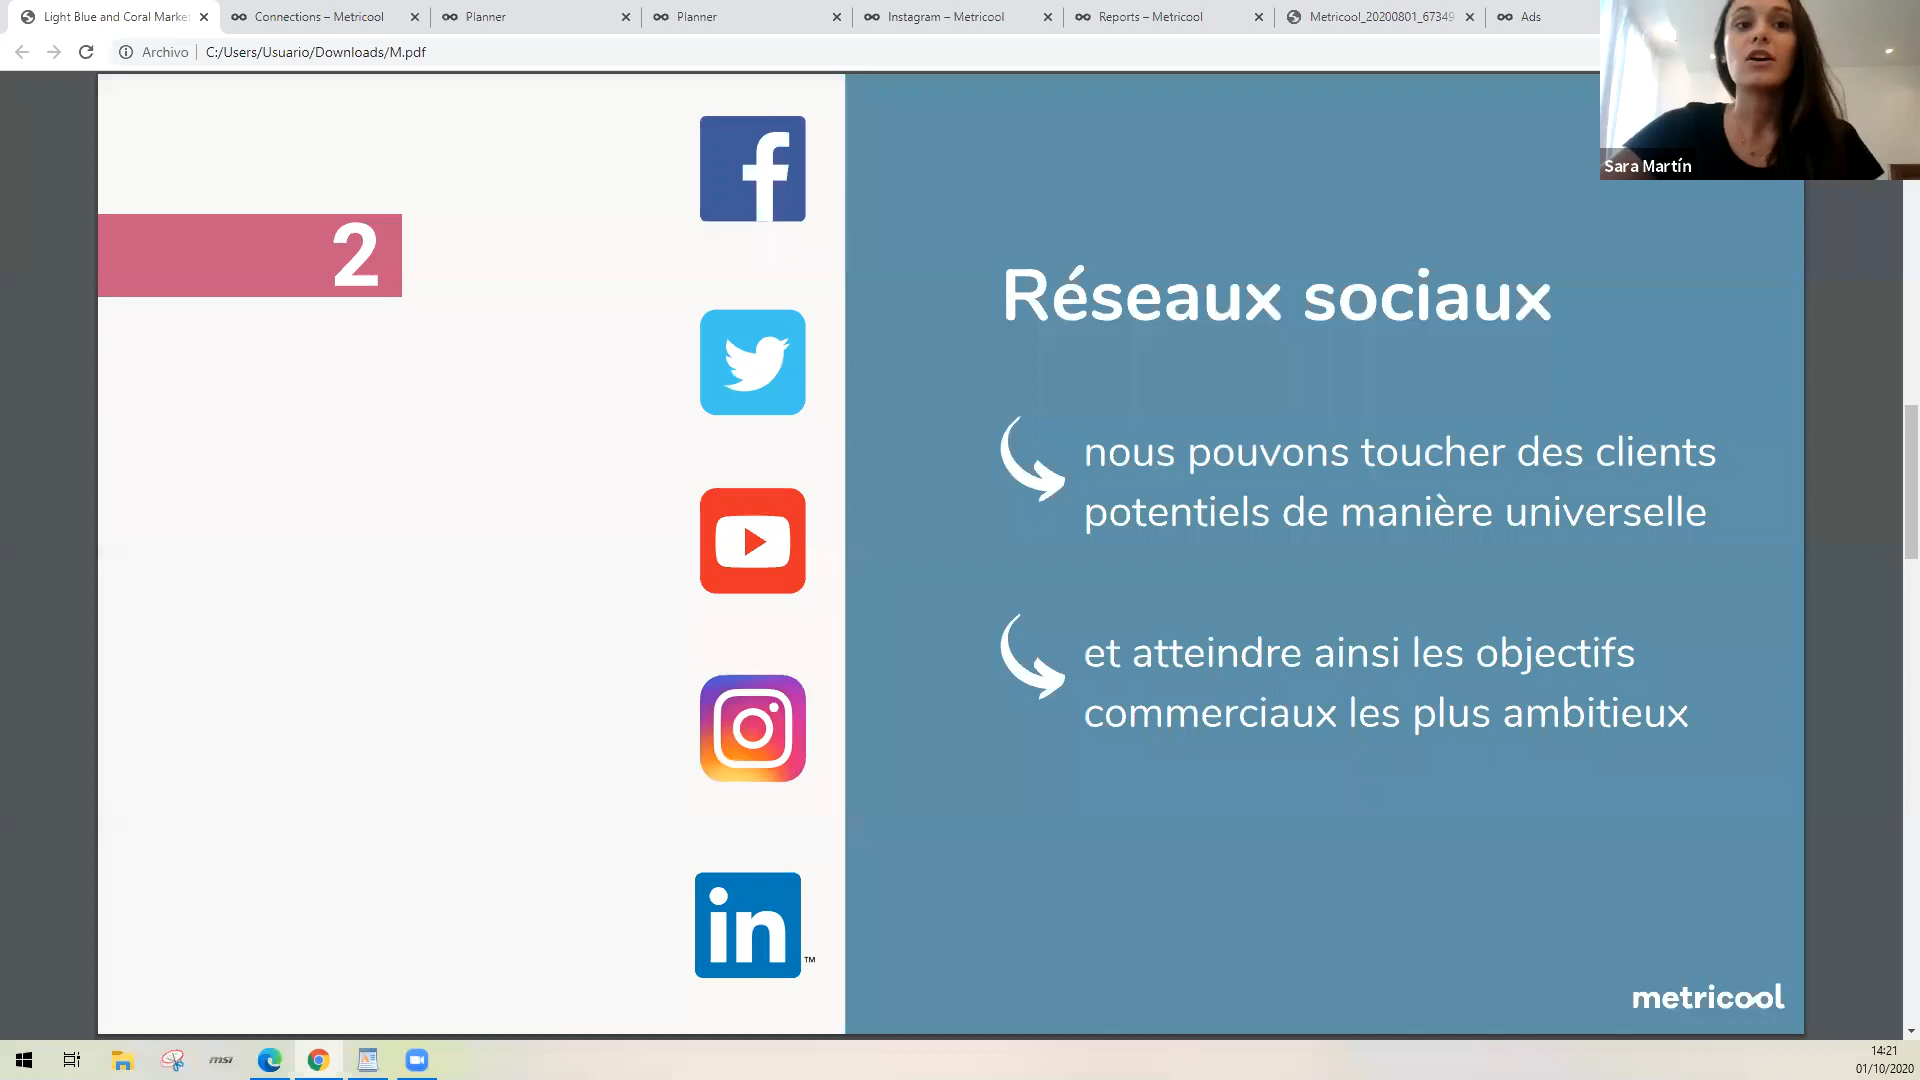 Light Blue and Coral Market
Connections – Metricool
Planner
Planner
Instagram – Metricool
Reports – Metricool
Metricool_20200801_67349
Ads
Archivo
C:/Users/Usuario/Downloads/M.pdf
Sara Martín
2
Réseaux sociaux
nous pouvons toucher des clients
potentiels de manière universelle
et atteindre ainsi les objectifs
commerciaux les plus ambitieux
in
TM
metricool
msi
14:21
01/10/2020